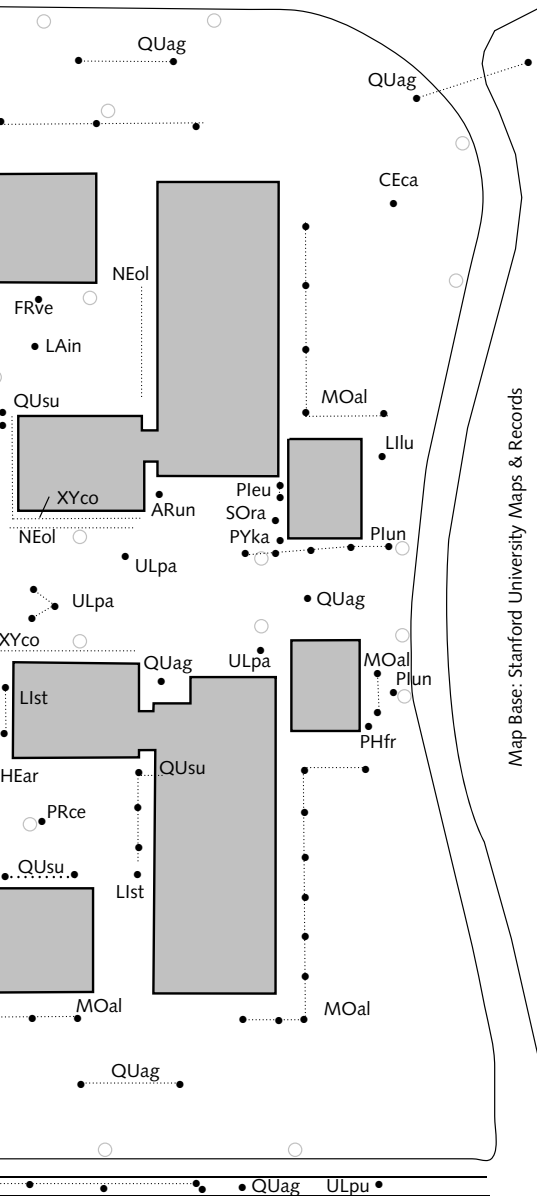 QUag
QUag
CEca
NEol
FRve
LAin
MOal
QUsu
LIlu
PIeu
XYco
ARun
SOra
NEol
PYka
PIun
ULpa
ULpa
QUag
XYco
ULpa
QUag
MOal
PIun
LIst
PHfr
QUsu
HEar
PRce
QUsu
LIst
MOal
MOal
QUag
QUag
ULpu
Map Base: Stanford University Maps & Records